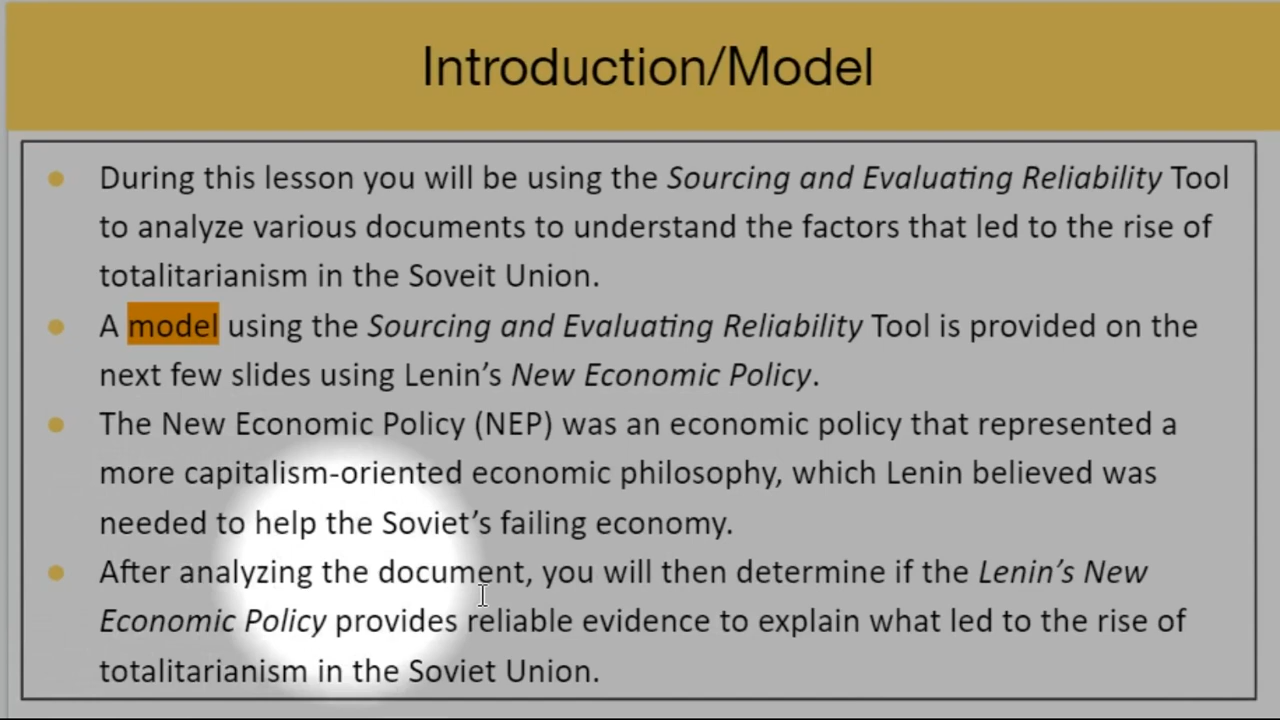 Introduction/Model
During this lesson you will be using the Sourcing and Evaluating Reliability Tool
to analyze various documents to understand the factors that led to the rise of
totalitarianism in the Soveit Union.
A model using the Sourcing and Evaluating Reliability Tool is provided on the
next few slides using Lenin’s New Economic Policy.
The New Economic Policy (NEP) was an economic policy that represented a
more capitalism-oriented economic philosophy, which Lenin believed was
needed to help the Soviet’s failing economy.
After analyzing the document, you will then determine if the Lenin’s New
Economic Policy provides reliable evidence to explain what led to the rise of
totalitarianism in the Soviet Union.